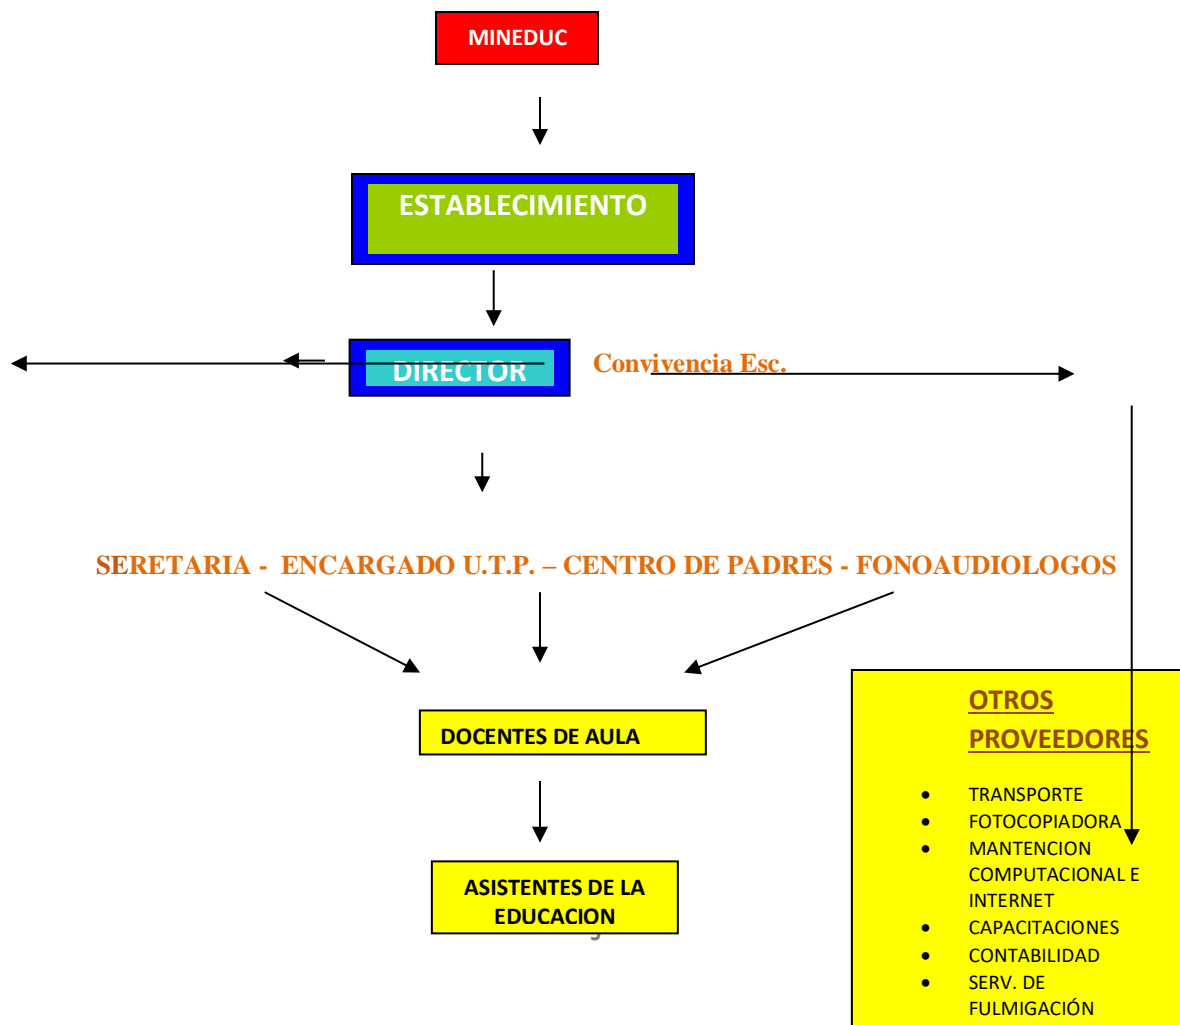 MINEDUC
ESTABLECIMIENTO
DIRECTOR
Convivencia Esc.
SERETARIA - ENCARGADO U.T.P. – CENTRO DE PADRES - FONOAUDIOLOGOS
DOCENTES DE AULA
ASISTENTES DE LA
EDUCACION
OTROS
PROVEEDORES
• TRANSPORTE
• FOTOCOPIADORA
• MANTENCION
COMPUTACIONAL E
INTERNET
• CAPACITACIONES
• CONTABILIDAD
• SERV. DE
FULMIGACIÓN